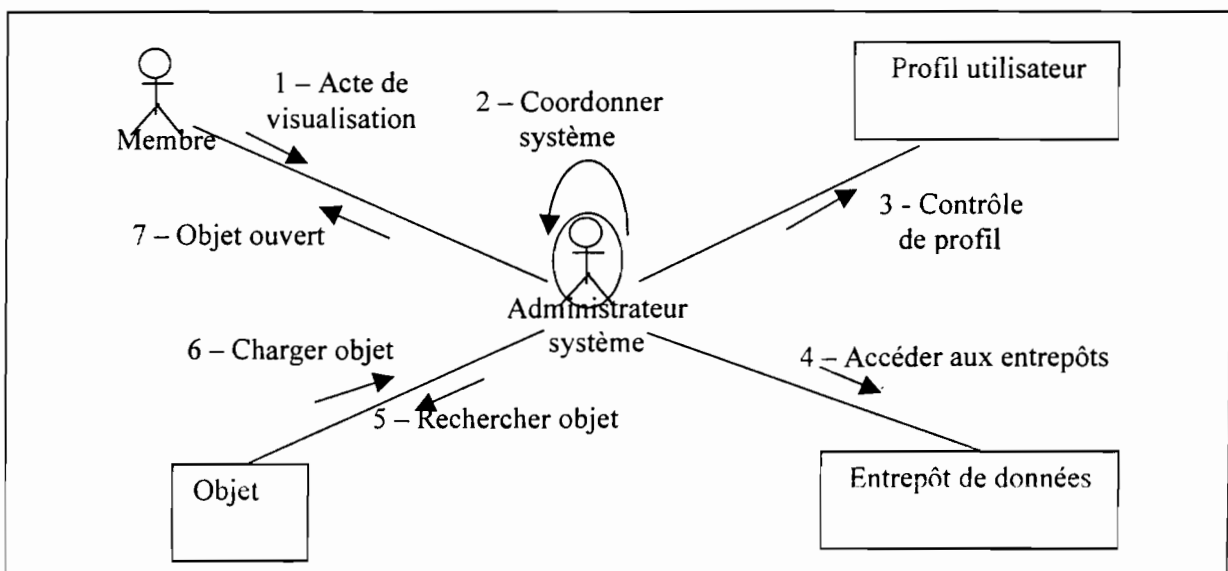 Membre
1 – Acte de
visualisation
2 – Coordonner
système
Profil utilisateur
3 - Contrôle
de profil
7 – Objet ouvert
Administrateur
système
6 – Charger objet
5 – Rechercher objet
4 – Accéder aux entrepôts
Objet
Entrepôt de données